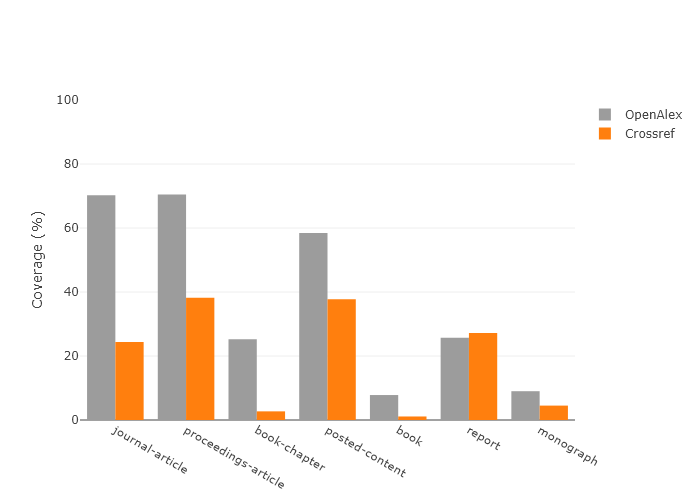 100
80
60
40
20
0
Coverage (%)
journal-article
proceedings-article
book-chapter
posted-content
book
report
monograph
OpenAlex
Crossref